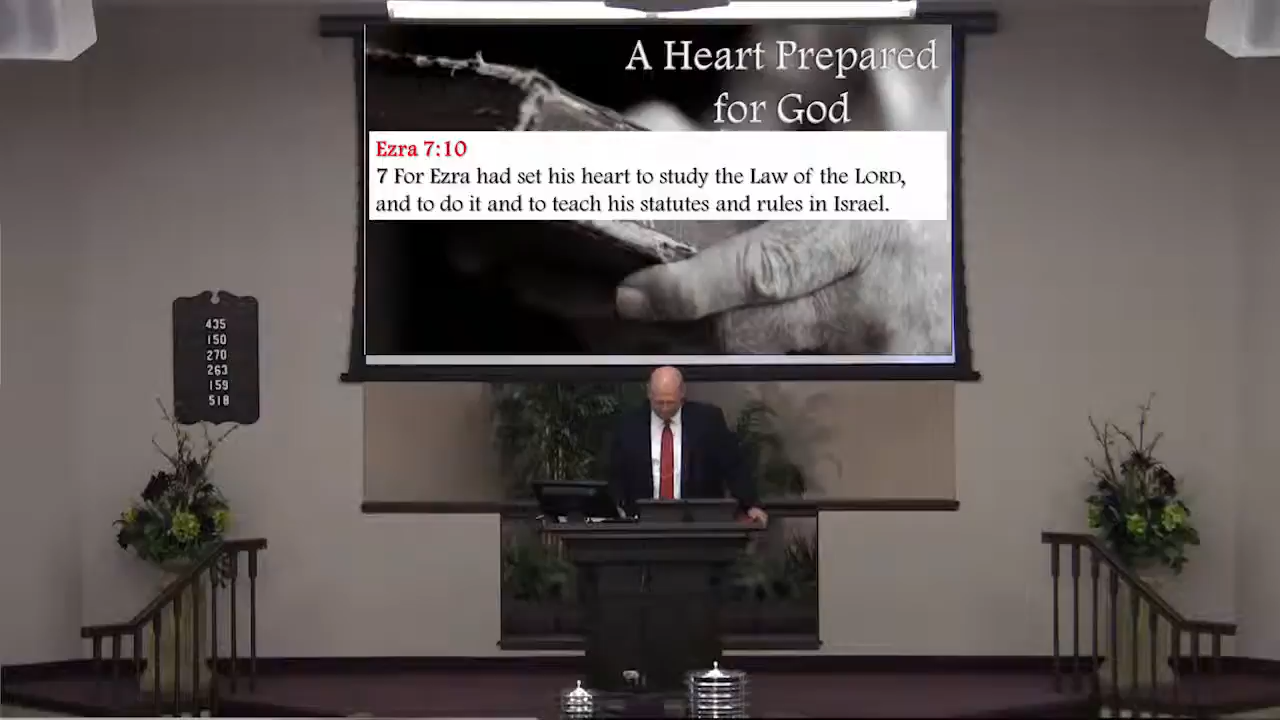 A Heart Prepared
for God
Ezra 7:10
7 For Ezra had set his heart to study the Law of the LORD,
and to do it and to teach his statutes and rules in Israel.
435
150
270
263
159
518